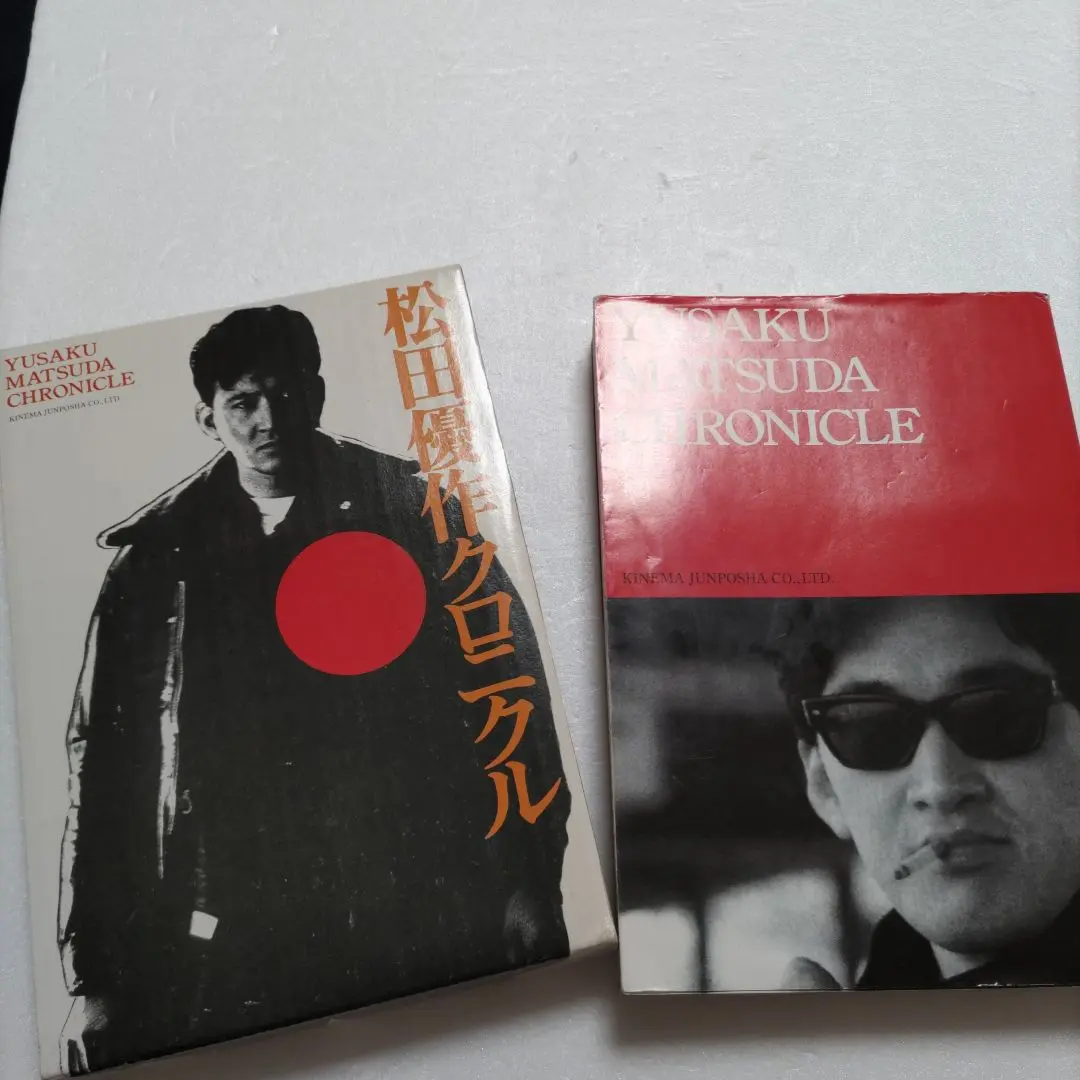 YUSAKU
MATSUDA
CHRONICLE
KINEMA JUNPOSHA CO., LTD
松田優作クロニクル
YUSAKU
MATSUDA
CHRONICLE
KINEMA JUNPOSHA CO.,LTD.